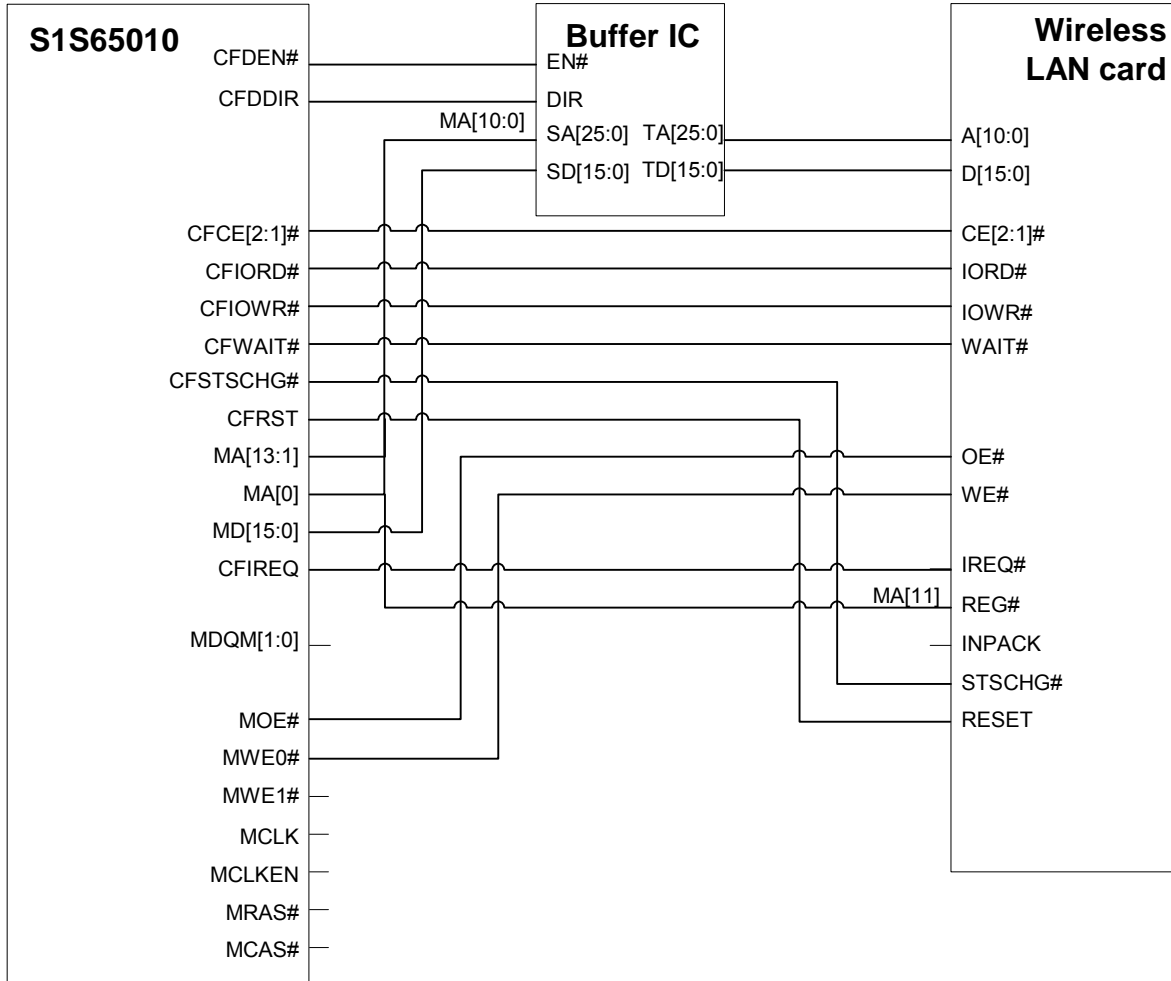 S1S65010
Buffer IC
Wireless
LAN card
CFDEN#
EN#
CFDDIR
DIR
MA[10:0]
SA[25:0] TA[25:0]
A[10:0]
SD[15:0] TD[15:0]
D[15:0]
CFCE[2:1]#
CE[2:1]#
CFIORD#
IORD#
CFIOWR#
IOWR#
CFWAIT#
WAIT#
CFSTSCHG#
CFRST
MA[13:1]
OE#
MA[0]
WE#
MD[15:0]
CFIREQ
IREQ#
MA[11]
REG#
MDQM[1:0]
INPACK
STSCHG#
MOE#
RESET
MWE0#
MWE1#
MCLK
MCLKEN
MRAS#
MCAS#